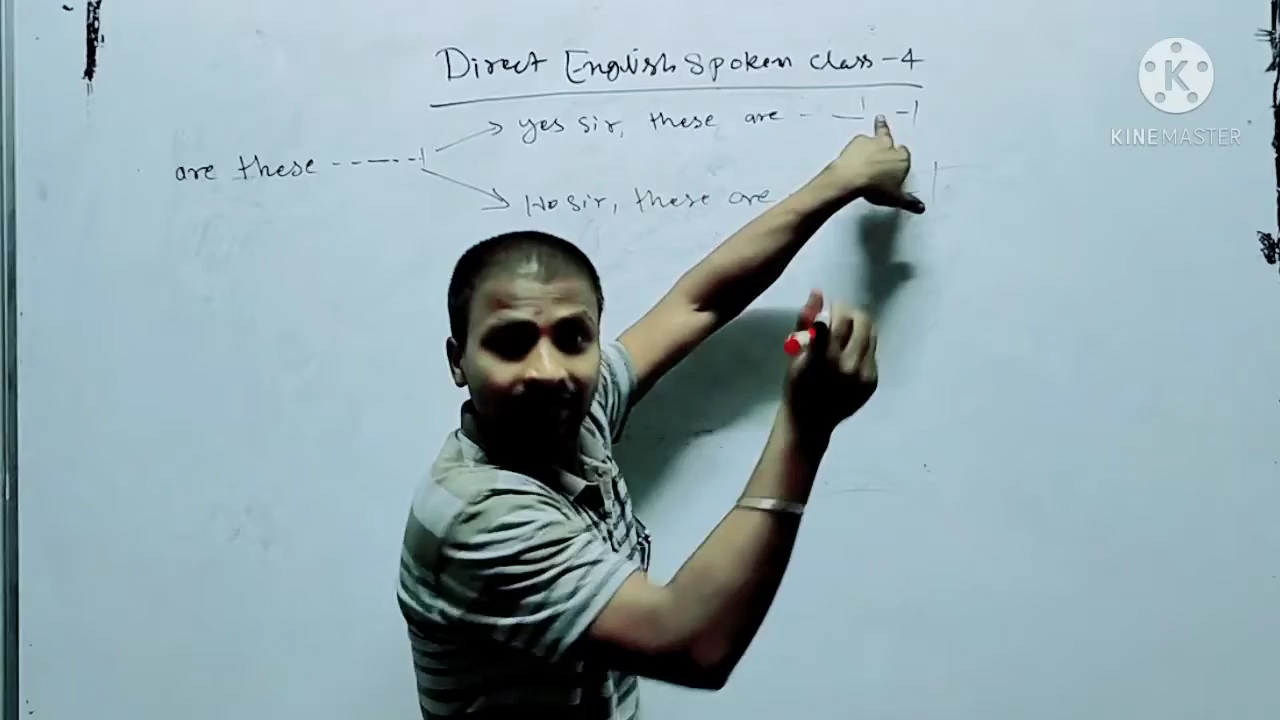 Direct English Spoken class-4
yes sir, these are
are these ------
No sir, these are
KINEMASTER